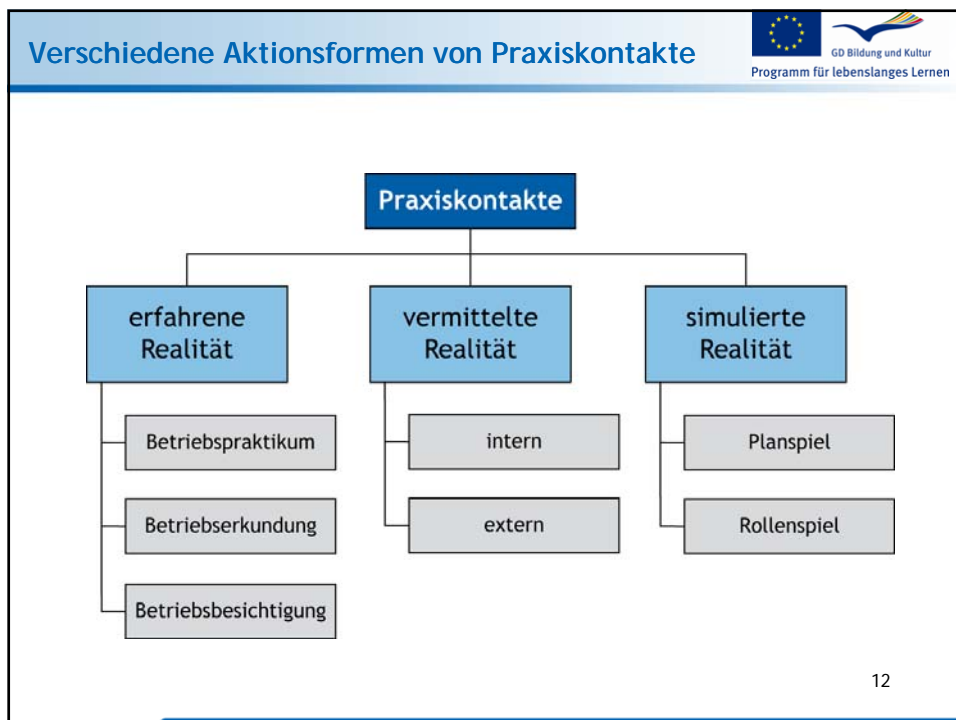 Verschiedene Aktionsformen von Praxiskontakte
GD Bildung und Kultur
Programm für lebenslanges Lernen
Praxiskontakte
erfahrene
Realität
vermittelte
Realität
simulierte
Realität
Betriebspraktikum
intern
Planspiel
Betriebserkundung
extern
Rollenspiel
Betriebsbesichtigung
12